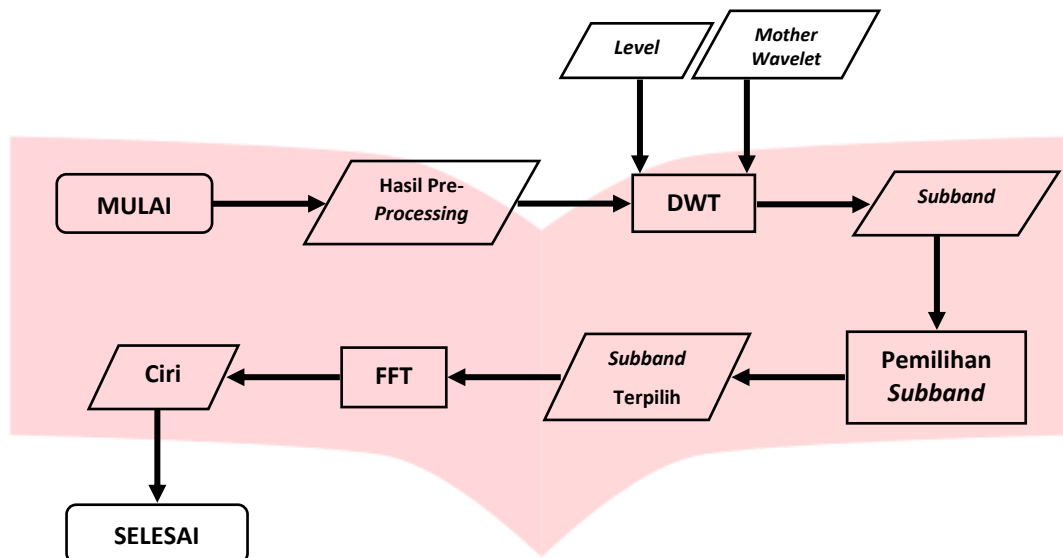 Level
Mother
Wavelet
MULAI
Hasil Pre-
Processing
DWT
Subband
Pemilihan
Subband
Subband
Terpilih
FFT
Ciri
SELESAI